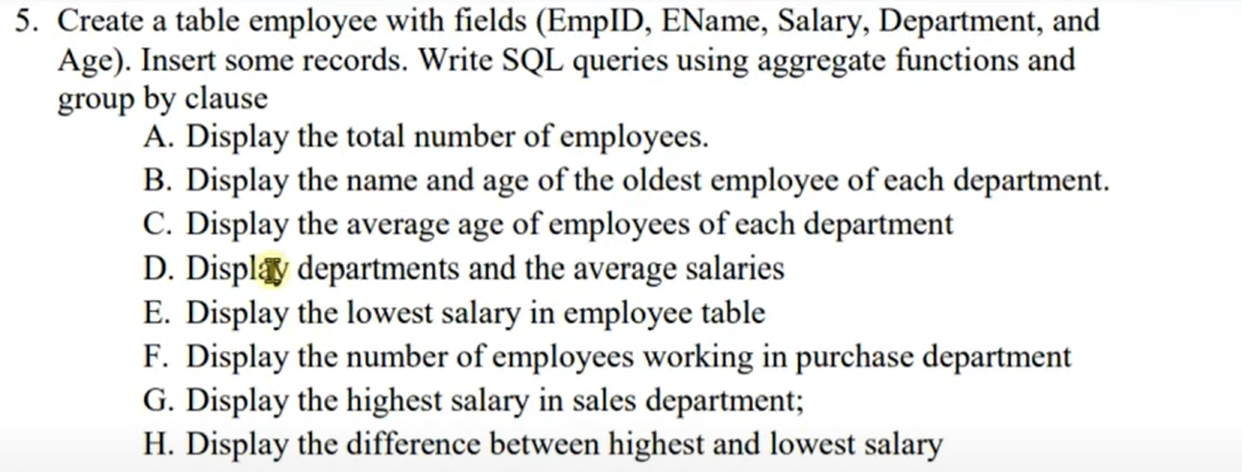 5. Create a table employee with fields (EmpID, EName, Salary, Department, and
Age). Insert some records. Write SQL queries using aggregate functions and
group by clause
A. Display the total number of employees.
B. Display the name and age of the oldest employee of each department.
C. Display the average age of employees of each department
D. Display departments and the average salaries
E. Display the lowest salary in employee table
F. Display the number of employees working in purchase department
G. Display the highest salary in sales department;
H. Display the difference between highest and lowest salary